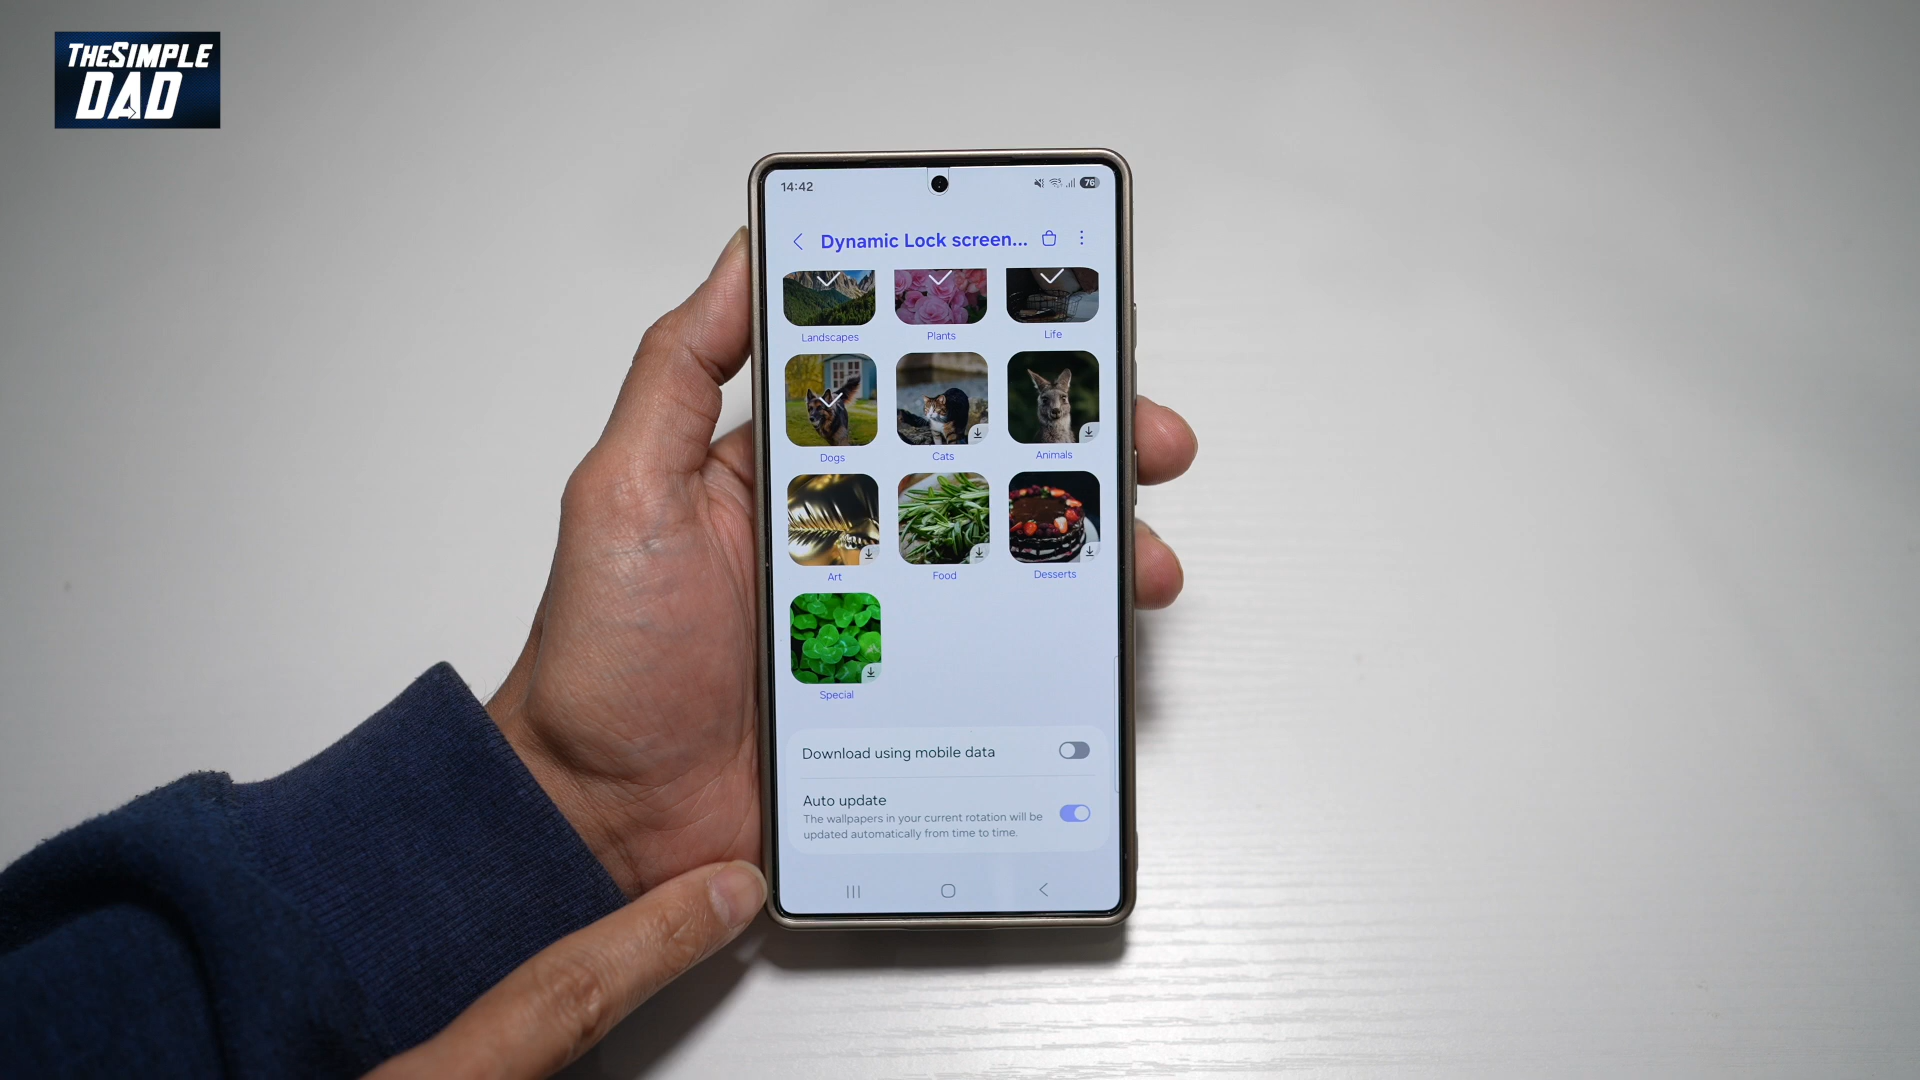 THESIMPLE
DAD
14:42
76
Dynamic Lock screen...
Landscapes
Plants
Life
Dogs
Cats
Animals
Art
Food
Desserts
Special
Download using mobile data
Auto update
The wallpapers in your current rotation will be
updated automatically from time to time.